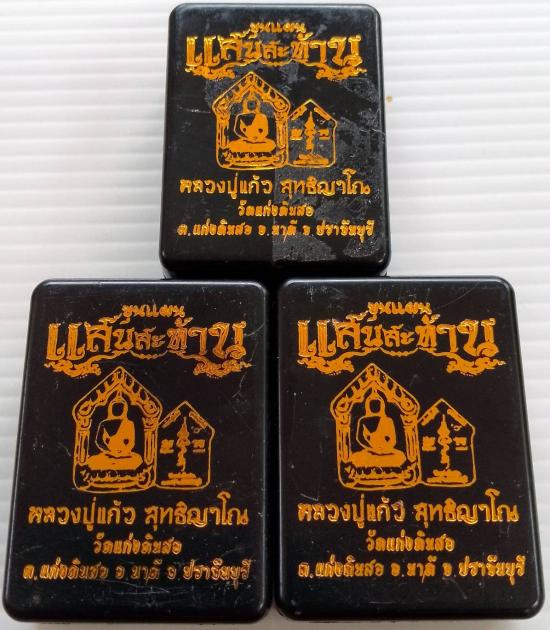 ขุนแผน
แสนสะท้าน
หลวงปู่แก้ว สุทธิญาโณ
วัดแก่งดินสอ
ต.แก่งดินสอ อ.นาดี จ.ปราจีนบุรี
ขุนแผน
แสนสะท้าน
หลวงปู่แก้ว สุทธิญาโณ
วัดแก่งดินสอ
ต.แก่งดินสอ อ.นาดี จ.ปราจีนบุรี
ขุนแผน
แสนสะท้าน
หลวงปู่แก้ว สุทธิญาโณ
วัดแก่งดินสอ
ต.แก่งดินสอ อ.นาดี จ.ปราจีนบุรี